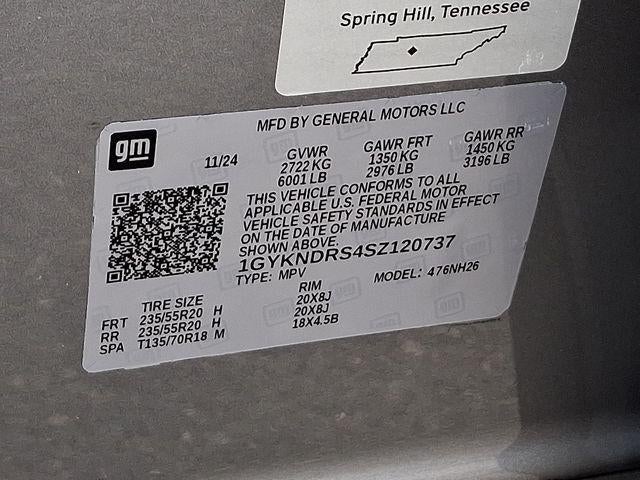 Spring Hill, Tennessee
MFD BY GENERAL MOTORS LLC
gm
11/24
GVWR GAWR FRT GAWR RR
2722 KG 1350 KG 1450 KG
6001 LB 2976 LB 3196 LB
THIS VEHICLE CONFORMS TO ALL
APPLICABLE U.S. FEDERAL MOTOR
VEHICLE SAFETY STANDARDS IN EFFECT
ON THE DATE OF MANUFACTURE
SHOWN ABOVE.
1GYKNDRS4SZ120737
TYPE: MPV MODEL: 476NH26
TIRE SIZE RIM
FRT 235/55R20 H 20X8J
RR 235/55R20 H 20X8J
SPA T135/70R18 M 18X4.5B